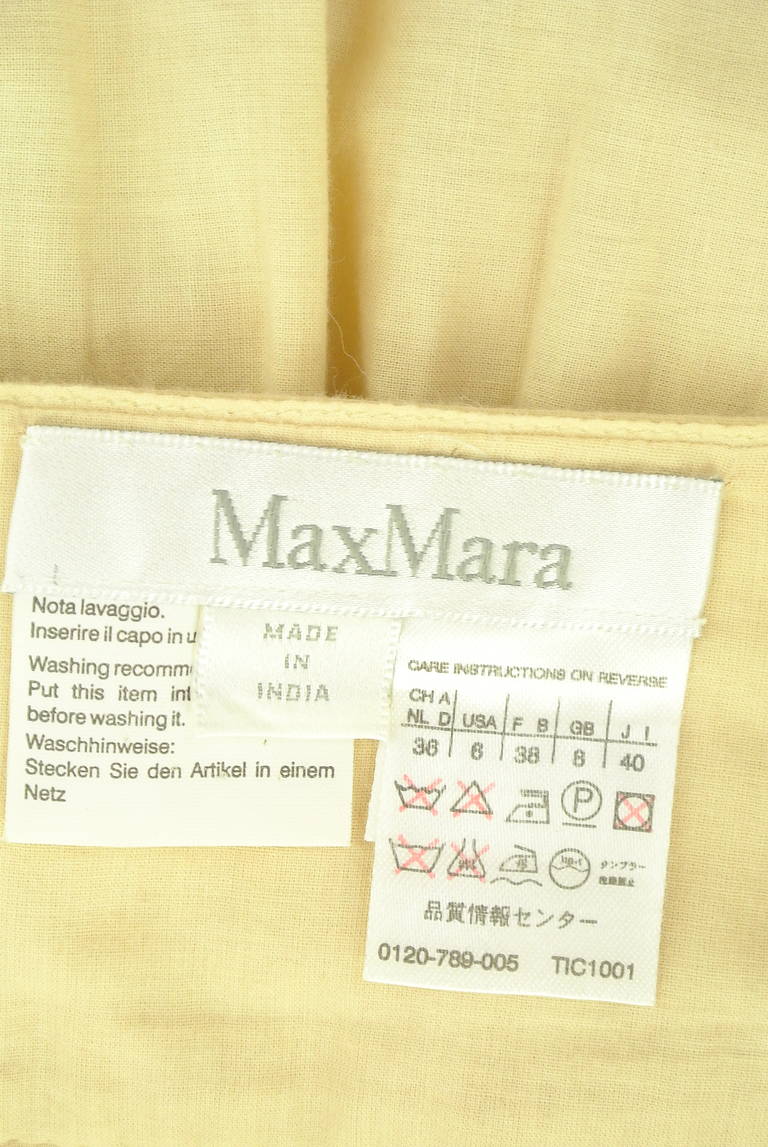 MaxMara
Nota lavaggio.
Inserire il capo in u
Washing recomm
Put this item int
before washing it.
Waschhinweise:
Stecken Sie den Artikel in einem
Netz
MADE
IN
INDIA
CARE INSTRUCTIONS ON REVERSE
CH A
NL D USA F B GB J I
36 6 38 8 40
P
タンブラー
乾燥禁止
品質情報センター
0120-789-005 TIC1001